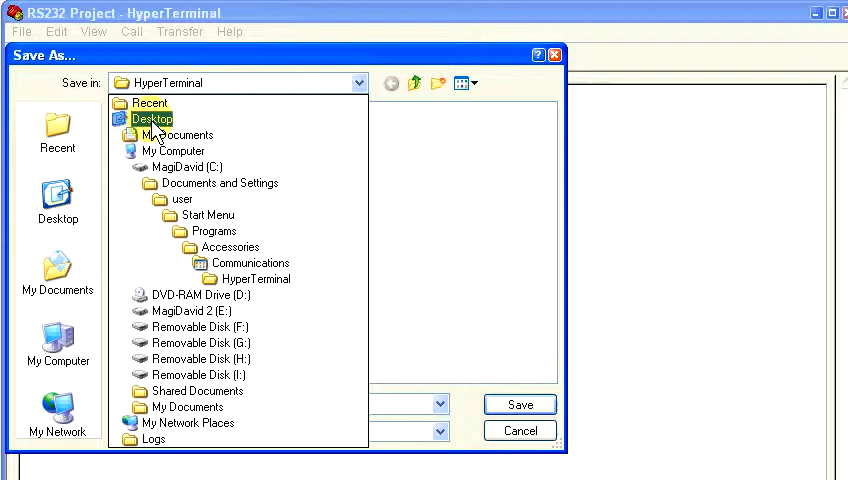 RS232 Project - HyperTerminal
File Edit View Call Transfer Help
Save As...
Save in: HyperTerminal
Recent
Desktop
My Documents
My Computer
MagiDavid (C:)
Documents and Settings
user
Start Menu
Programs
Accessories
Communications
HyperTerminal
DVD-RAM Drive (D:)
MagiDavid 2 (E:)
Removable Disk (F:)
Removable Disk (G:)
Removable Disk (H:)
Removable Disk (I:)
Shared Documents
My Documents
My Network Places
Logs
Recent
Desktop
My Documents
My Computer
My Network
Save
Cancel